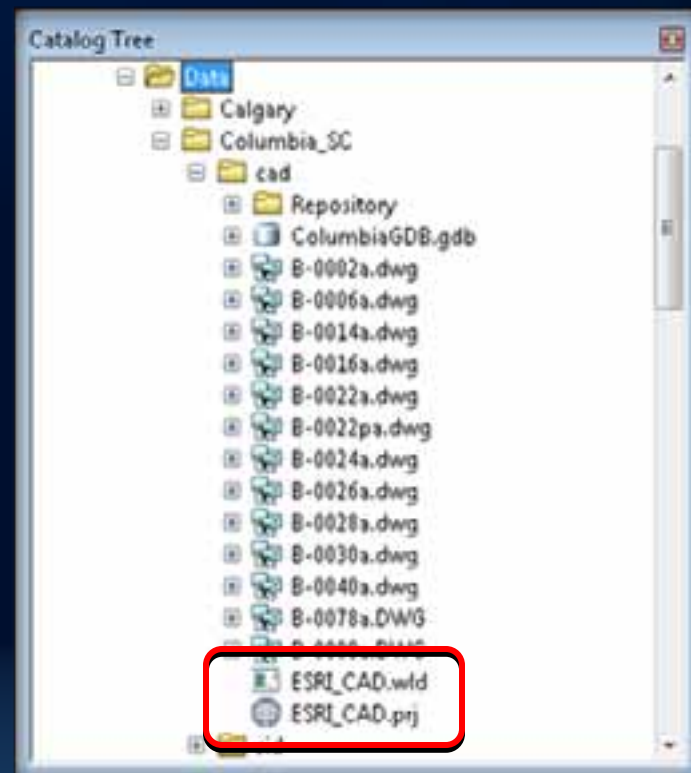 Catalog Tree
Data
Calgary
Columbia_SC
cad
Repository
ColumbiaGDB.gdb
B-0002a.dwg
B-0006a.dwg
B-0014a.dwg
B-0016a.dwg
B-0022a.dwg
B-0022pa.dwg
B-0024a.dwg
B-0026a.dwg
B-0028a.dwg
B-0030a.dwg
B-0040a.dwg
B-0078a.DWG
ESRI_CAD.wld
ESRI_CAD.prj